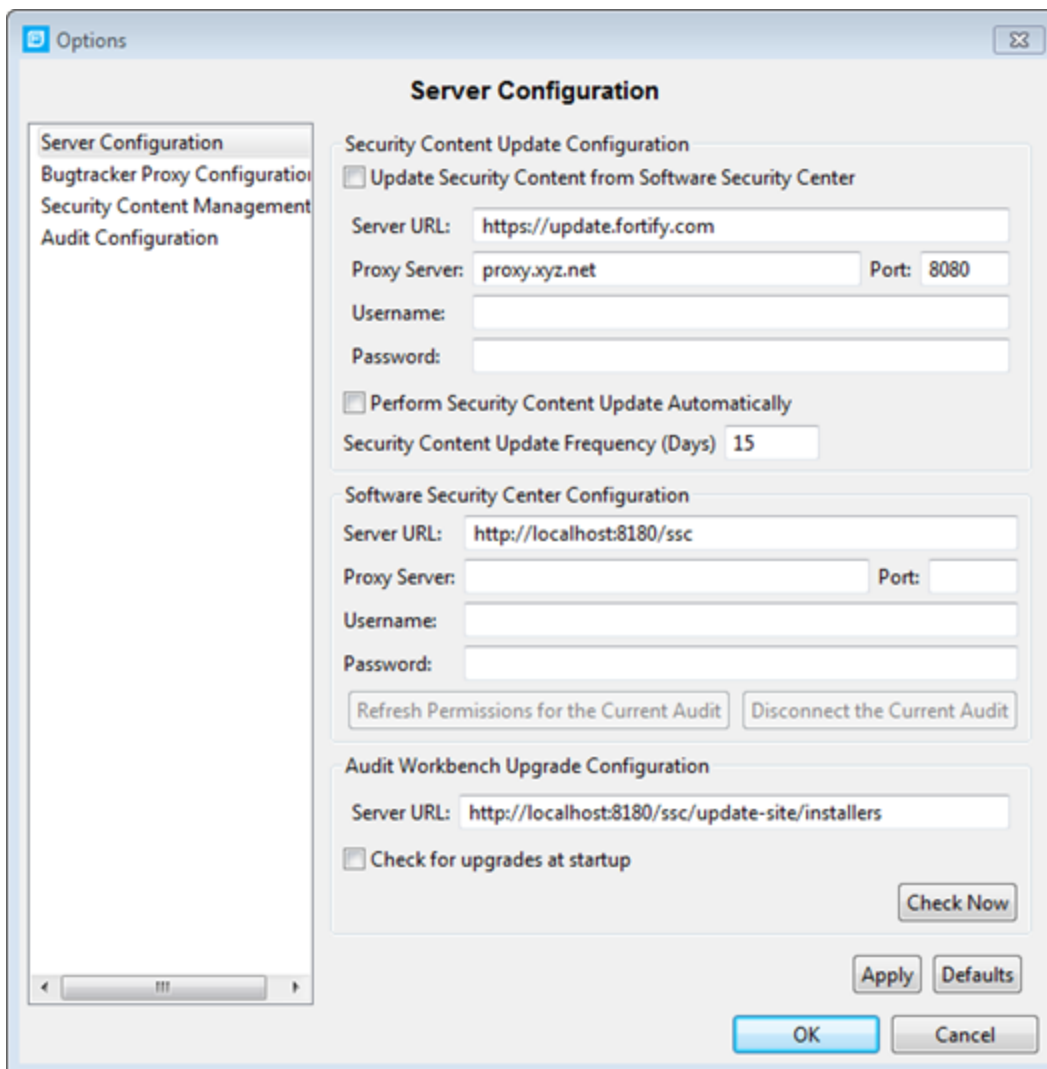 Options
Server Configuration
Server Configuration
Bugtracker Proxy Configuration
Security Content Management
Audit Configuration
Security Content Update Configuration
Update Security Content from Software Security Center
Server URL: https://update.fortify.com
Proxy Server: proxy.xyz.net Port: 8080
Username:
Password:
Perform Security Content Update Automatically
Security Content Update Frequency (Days) 15
Software Security Center Configuration
Server URL: http://localhost:8180/ssc
Proxy Server: Port:
Username:
Password:
Refresh Permissions for the Current Audit Disconnect the Current Audit
Audit Workbench Upgrade Configuration
Server URL: http://localhost:8180/ssc/update-site/installers
Check for upgrades at startup
Check Now
Apply Defaults
OK Cancel